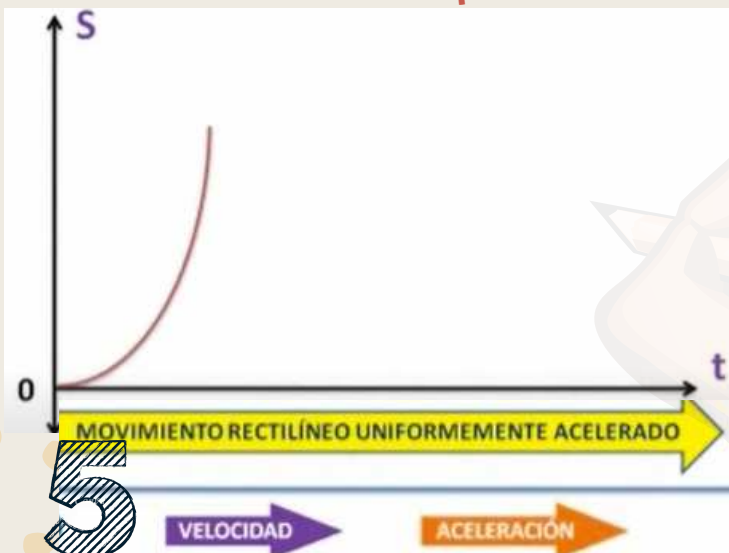 S
0
t
MOVIMIENTO RECTILÍNEO UNIFORMEMENTE ACELERADO
5
VELOCIDAD
ACELERACIÓN